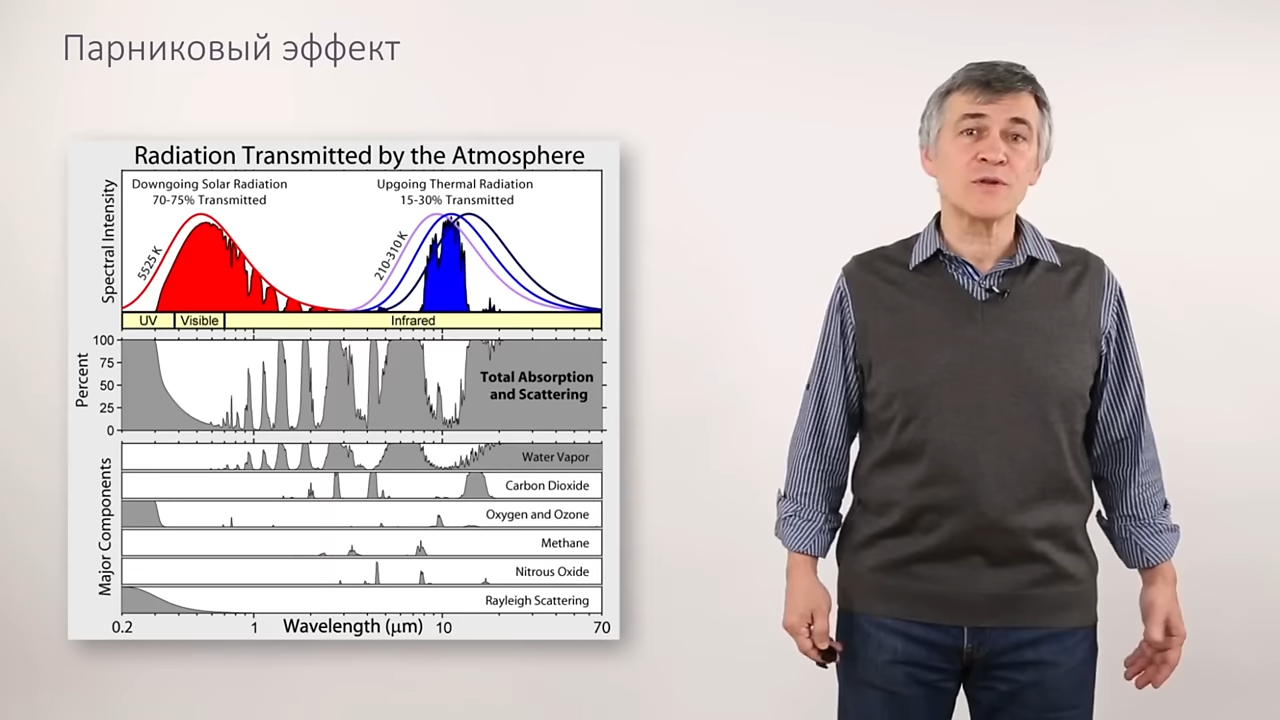 Парниковый эффект
Radiation Transmitted by the Atmosphere
Downgoing Solar Radiation
70-75% Transmitted
Upgoing Thermal Radiation
15-30% Transmitted
Spectral Intensity
5525 K
210-310 K
UV
Visible
Infrared
Percent
100
75
50
25
0
Total Absorption
and Scattering
Major Components
Water Vapor
Carbon Dioxide
Oxygen and Ozone
Methane
Nitrous Oxide
Rayleigh Scattering
0.2
1
10
70
Wavelength (μm)